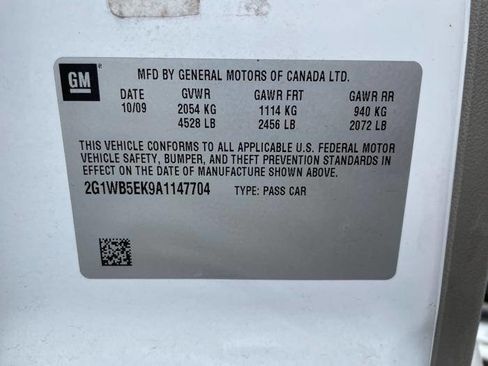 GM
MFD BY GENERAL MOTORS OF CANADA LTD.
DATE GVWR GAWR FRT GAWR RR
10/09 2054 KG 1114 KG 940 KG
4528 LB 2456 LB 2072 LB
THIS VEHICLE CONFORMS TO ALL APPLICABLE U.S. FEDERAL MOTOR
VEHICLE SAFETY, BUMPER, AND THEFT PREVENTION STANDARDS IN
EFFECT ON THE DATE OF MANUFACTURE SHOWN ABOVE.
2G1WB5EK9A1147704 TYPE: PASS CAR